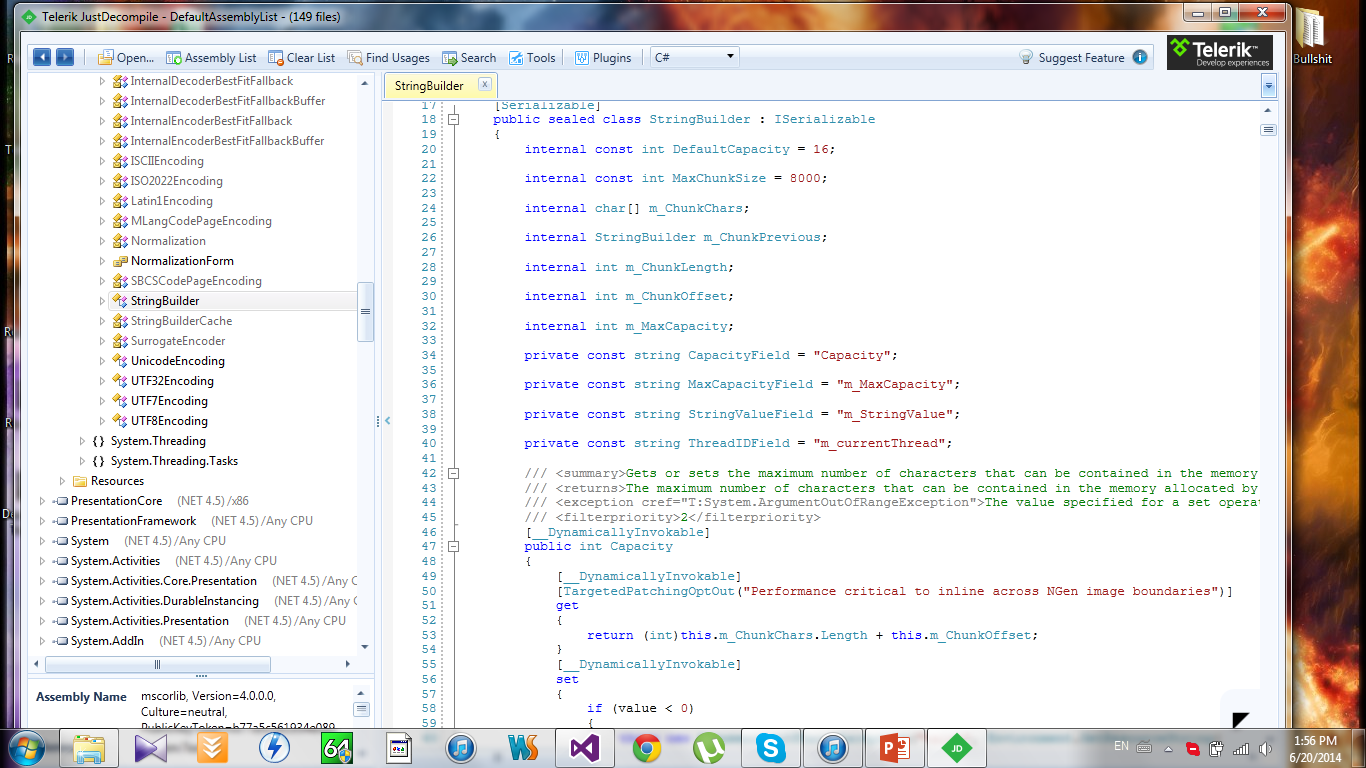 Telerik JustDecompile - DefaultAssemblyList - (149 files)
Bullshit
Open... Assembly List Clear List Find Usages Search Tools Plugins C# Suggest Feature
Telerik™
Develop experiences
InternalDecoderBestFitFallback
InternalDecoderBestFitFallbackBuffer
InternalEncoderBestFitFallback
InternalEncoderBestFitFallbackBuffer
ISCIIEncoding
ISO2022Encoding
Latin1Encoding
MLangCodePageEncoding
Normalization
NormalizationForm
SBCSCodePageEncoding
StringBuilder
StringBuilderCache
SurrogateEncoder
UnicodeEncoding
UTF32Encoding
UTF7Encoding
UTF8Encoding
{} System.Threading
{} System.Threading.Tasks
Resources
PresentationCore (NET 4.5)/x86
PresentationFramework (NET 4.5)/Any CPU
System (NET 4.5)/Any CPU
System.Activities (NET 4.5)/Any CPU
System.Activities.Core.Presentation (NET 4.5)/Any C
System.Activities.DurableInstancing (NET 4.5)/Any C
System.Activities.Presentation (NET 4.5)/Any CPU
System.AddIn (NET 4.5)/Any CPU
Assembly Name mscorlib, Version=4.0.0.0,
Culture=neutral,
PublicKeyToken=b77a5c561934e089
StringBuilder x
17 [Serializable]
18 public sealed class StringBuilder : ISerializable
19 {
20 internal const int DefaultCapacity = 16;
21
22 internal const int MaxChunkSize = 8000;
23
24 internal char[] m_ChunkChars;
25
26 internal StringBuilder m_ChunkPrevious;
27
28 internal int m_ChunkLength;
29
30 internal int m_ChunkOffset;
31
32 internal int m_MaxCapacity;
33
34 private const string CapacityField = "Capacity";
35
36 private const string MaxCapacityField = "m_MaxCapacity";
37
38 private const string StringValueField = "m_StringValue";
39
40 private const string ThreadIDField = "m_currentThread";
41
42 /// <summary>Gets or sets the maximum number of characters that can be contained in the memory
43 /// <returns>The maximum number of characters that can be contained in the memory allocated by
44 /// <exception cref="T:System.ArgumentOutOfRangeException">The value specified for a set opera
45 /// <filterpriority>2</filterpriority>
46 [__DynamicallyInvokable]
47 public int Capacity
48 {
49 [__DynamicallyInvokable]
50 [TargetedPatchingOptOut("Performance critical to inline across NGen image boundaries")]
51 get
52 {
53 return (int)this.m_ChunkChars.Length + this.m_ChunkOffset;
54 }
55 [__DynamicallyInvokable]
56 set
57 {
58 if (value < 0)
59 {
64
JD
EN
1:56 PM
6/20/2014